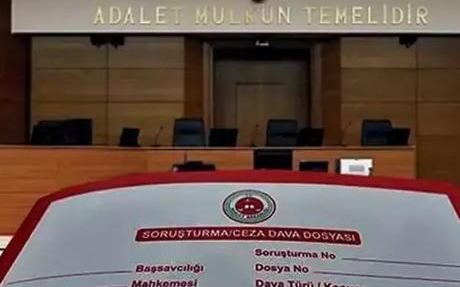 ADALET MÜLKÜN TEMELİDİR
SORUŞTURMA/CEZA DAVA DOSYASI
Soruşturma No
Başsavcılığı Dosya No
Mahkemesi Dava Türü /